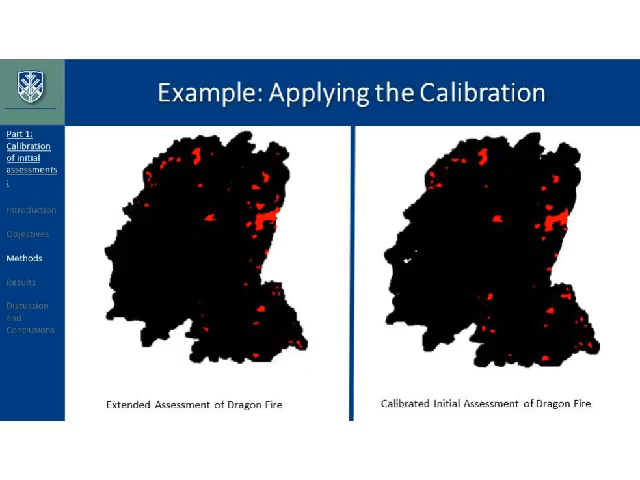 Example: Applying the Calibration
Part 1:
Calibration
of initial
assessments
:
Introduction
Objectives
Methods
Results
Discussion
and
Conclusions
Extended Assessment of Dragon Fire
Calibrated Initial Assessment of Dragon Fire